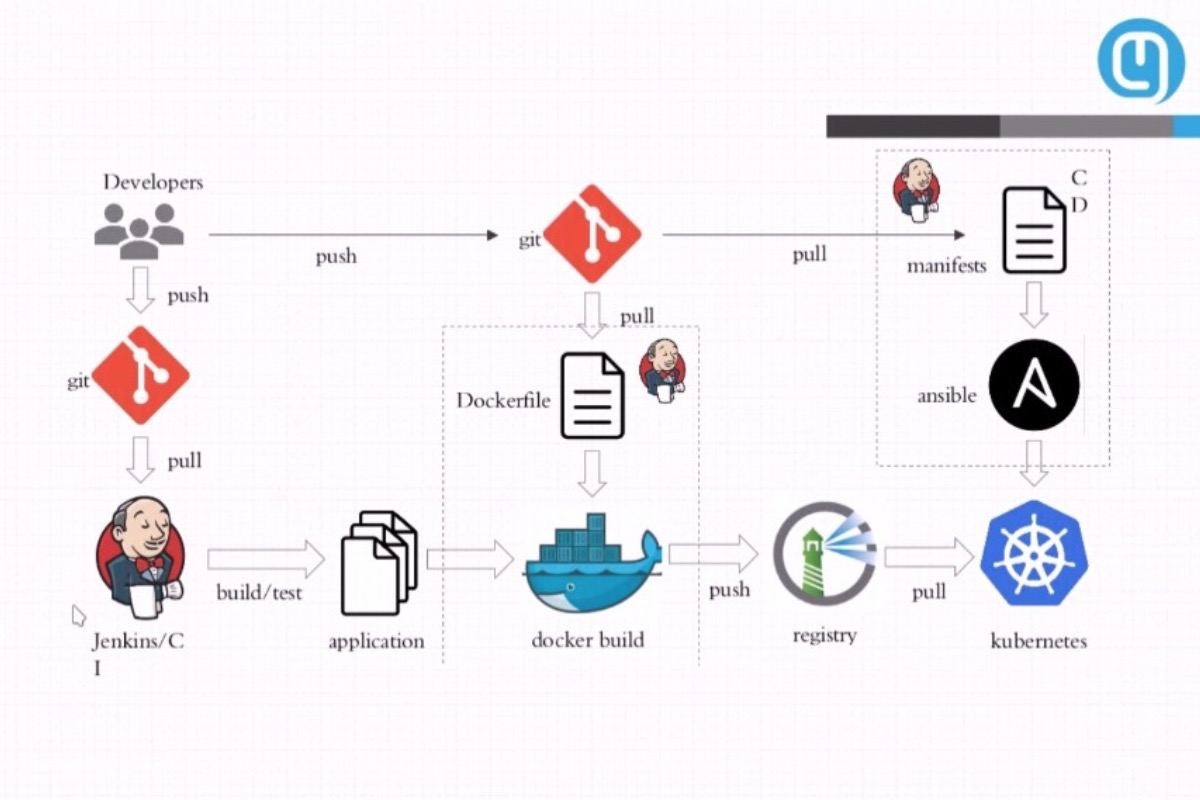 Developers
C
D
push
git
pull
manifests
push
pull
git
Dockerfile
ansible
pull
build/test
push
pull
Jenkins/C
I
application
docker build
registry
kubernetes